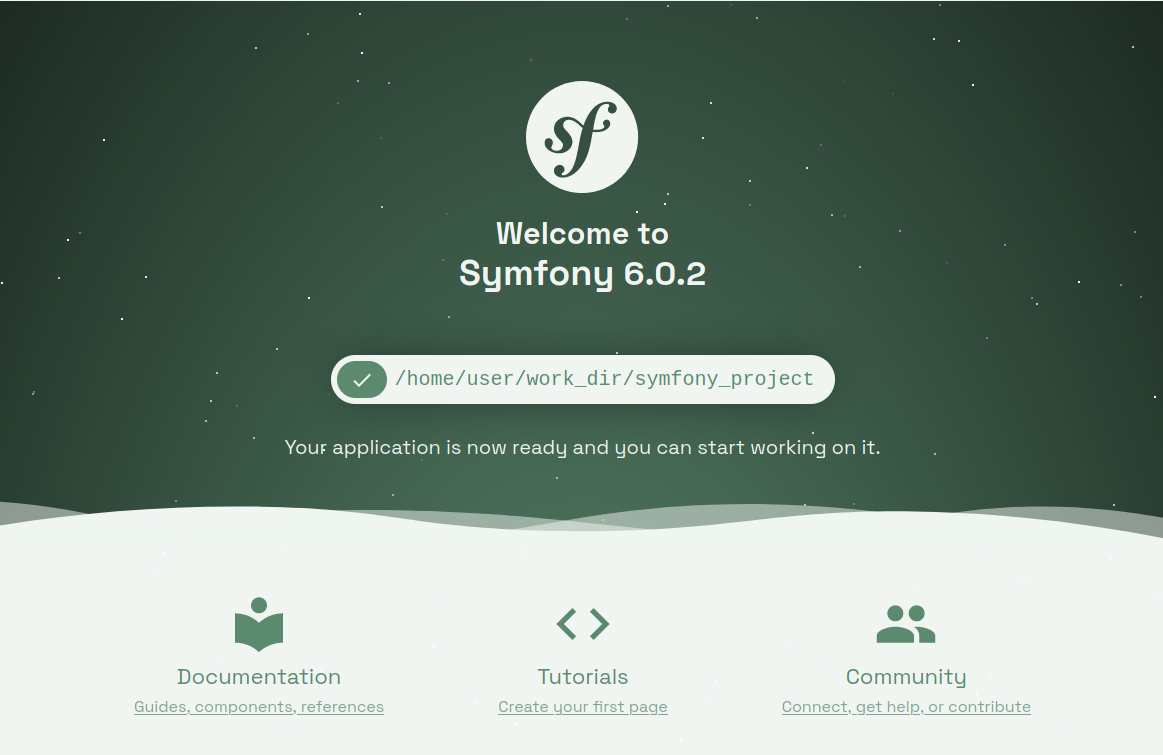 sf
Welcome to
Symfony 6.0.2
/home/user/work_dir/symfony_project
Your application is now ready and you can start working on it.
Documentation
Guides, components, references
Tutorials
Create your first page
Community
Connect, get help, or contribute